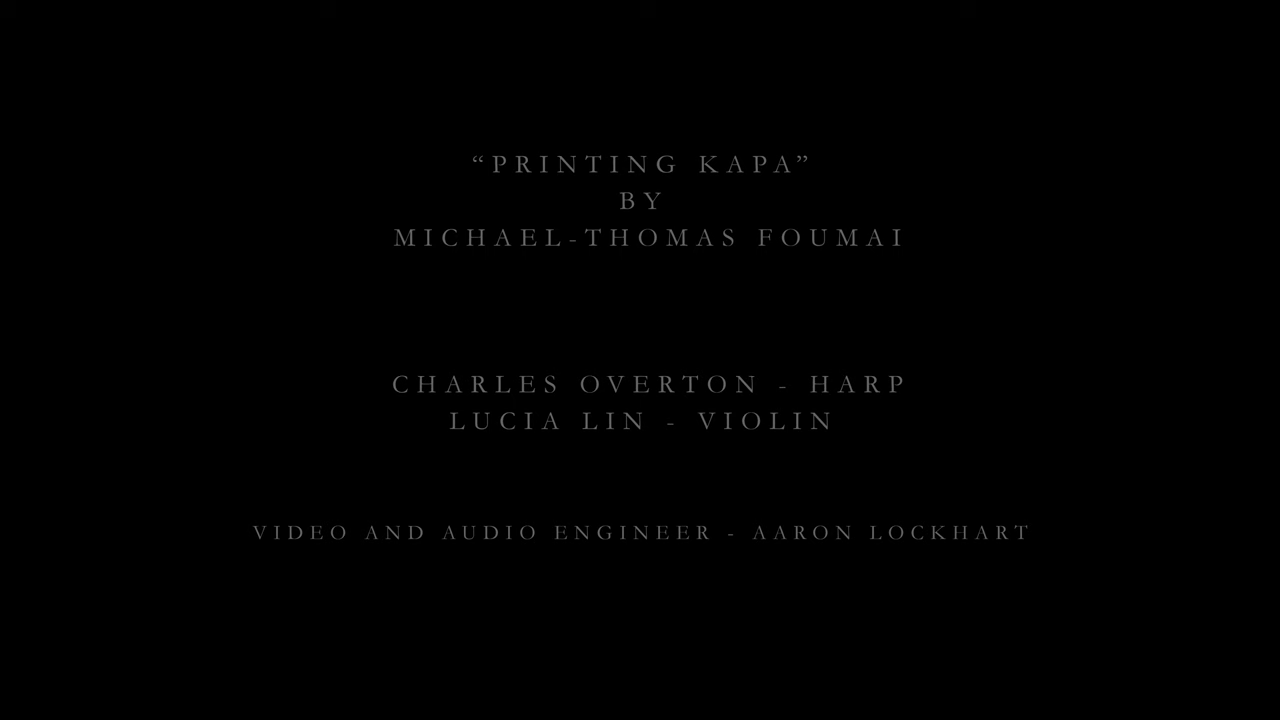 “PRINTING KAPA”
BY
MICHAEL-THOMAS FOUMAI
CHARLES OVERTON - HARP
LUCIA LIN - VIOLIN
VIDEO AND AUDIO ENGINEER - AARON LOCKHART